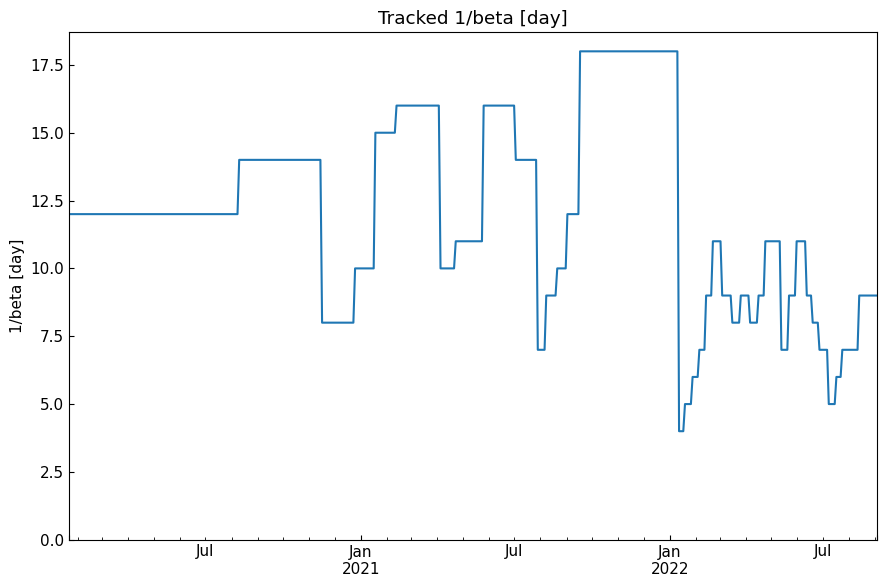 Tracked 1/beta [day]
1/beta [day]
17.5
15.0
12.5
10.0
7.5
5.0
2.5
0.0
Jul
Jan
2021
Jul
Jan
2022
Jul